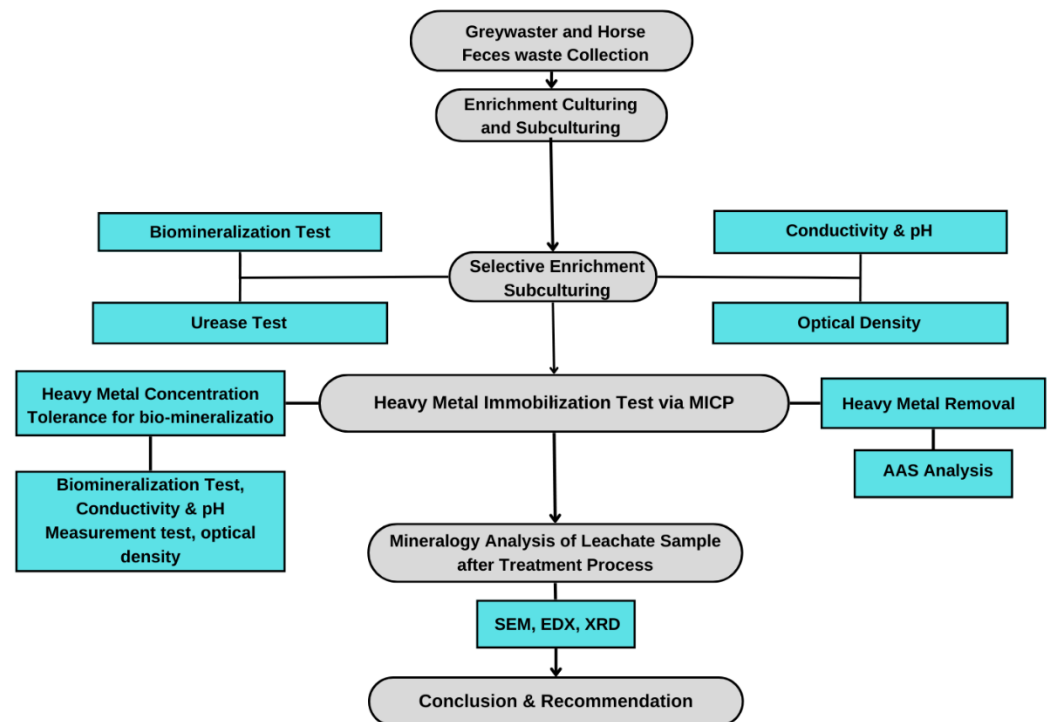 Greywaster and Horse
Feces waste Collection
Enrichment Culturing
and Subculturing
Biomineralization Test
Conductivity & pH
Selective Enrichment
Subculturing
Urease Test
Optical Density
Heavy Metal Concentration
Tolerance for bio-mineralizatio
Heavy Metal Immobilization Test via MICP
Heavy Metal Removal
AAS Analysis
Biomineralization Test,
Conductivity & pH
Measurement test, optical
density
Mineralogy Analysis of Leachate Sample
after Treatment Process
SEM, EDX, XRD
Conclusion & Recommendation